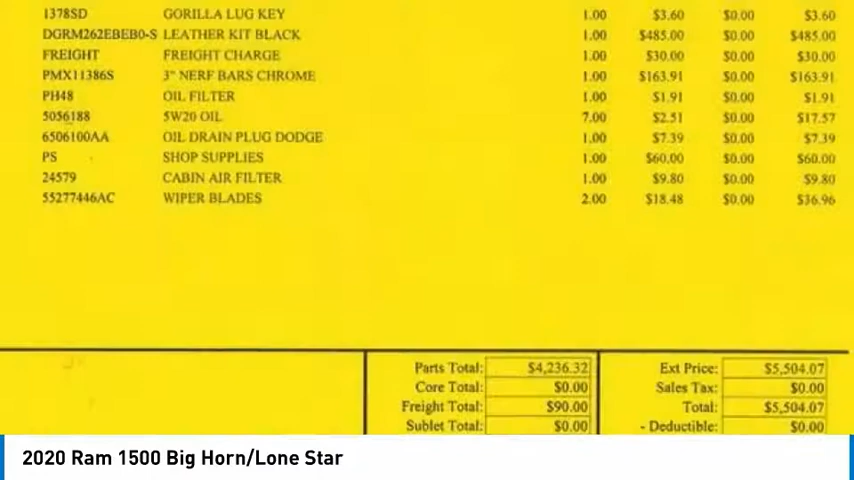 1378SD GORILLA LUG KEY 1.00 $3.60 $0.00 $3.60
DGRM262EBEB0-S LEATHER KIT BLACK 1.00 $485.00 $0.00 $485.00
FREIGHT FREIGHT CHARGE 1.00 $30.00 $0.00 $30.00
PMX11386S 3" NERF BARS CHROME 1.00 $163.91 $0.00 $163.91
PH48 OIL FILTER 1.00 $1.91 $0.00 $1.91
5056188 5W20 OIL 7.00 $2.51 $0.00 $17.57
6506100AA OIL DRAIN PLUG DODGE 1.00 $7.39 $0.00 $7.39
PS SHOP SUPPLIES 1.00 $60.00 $0.00 $60.00
24579 CABIN AIR FILTER 1.00 $9.80 $0.00 $9.80
55277446AC WIPER BLADES 2.00 $18.48 $0.00 $36.96
Parts Total: $4,236.32 Ext Price: $5,504.07
Core Total: $0.00 Sales Tax: $0.00
Freight Total: $90.00 Total: $5,504.07
Sublet Total: $0.00 - Deductible: $0.00
2020 Ram 1500 Big Horn/Lone Star